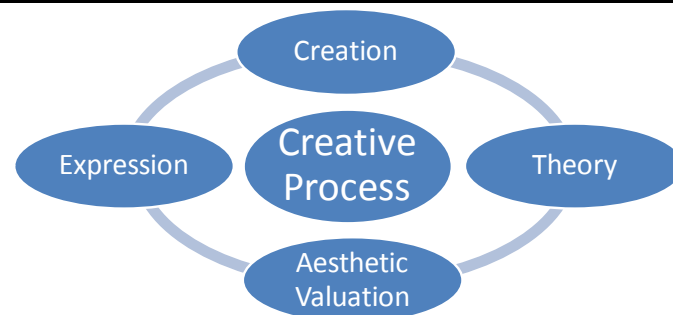 Creation
Expression
Creative
Process
Theory
Aesthetic
Valuation